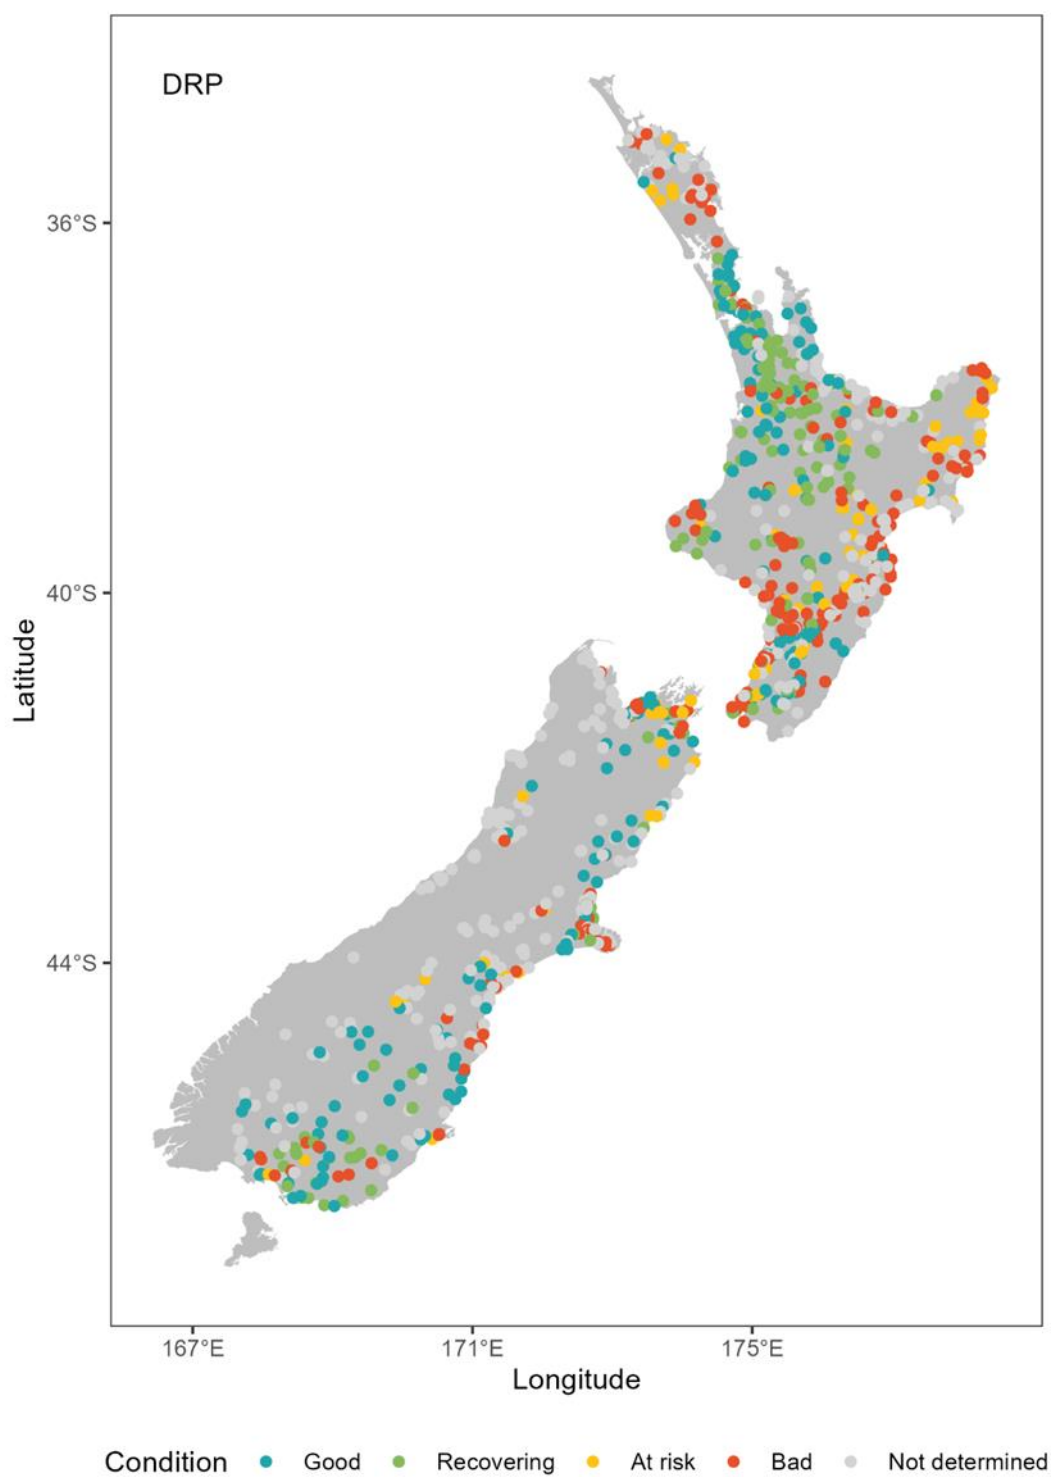 DRP
36°S
40°S
44°S
Latitude
167°E 171°E 175°E
Longitude
Condition Good Recovering At risk Bad Not determined